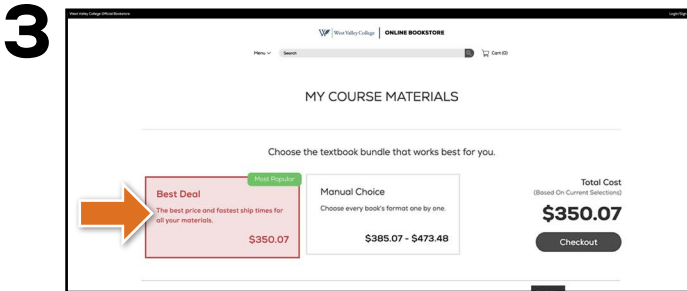 3
West Valley College Official Bookstore
Login/Sign
West Valley College ONLINE BOOKSTORE
Menu Search Cart (0)
MY COURSE MATERIALS
Choose the textbook bundle that works best for you.
Most Popular
Best Deal
The best price and fastest ship times for
all your materials.
$350.07
Manual Choice
Choose every book's format one by one.
$385.07 - $473.48
Total Cost
(Based On Current Selections)
$350.07
Checkout